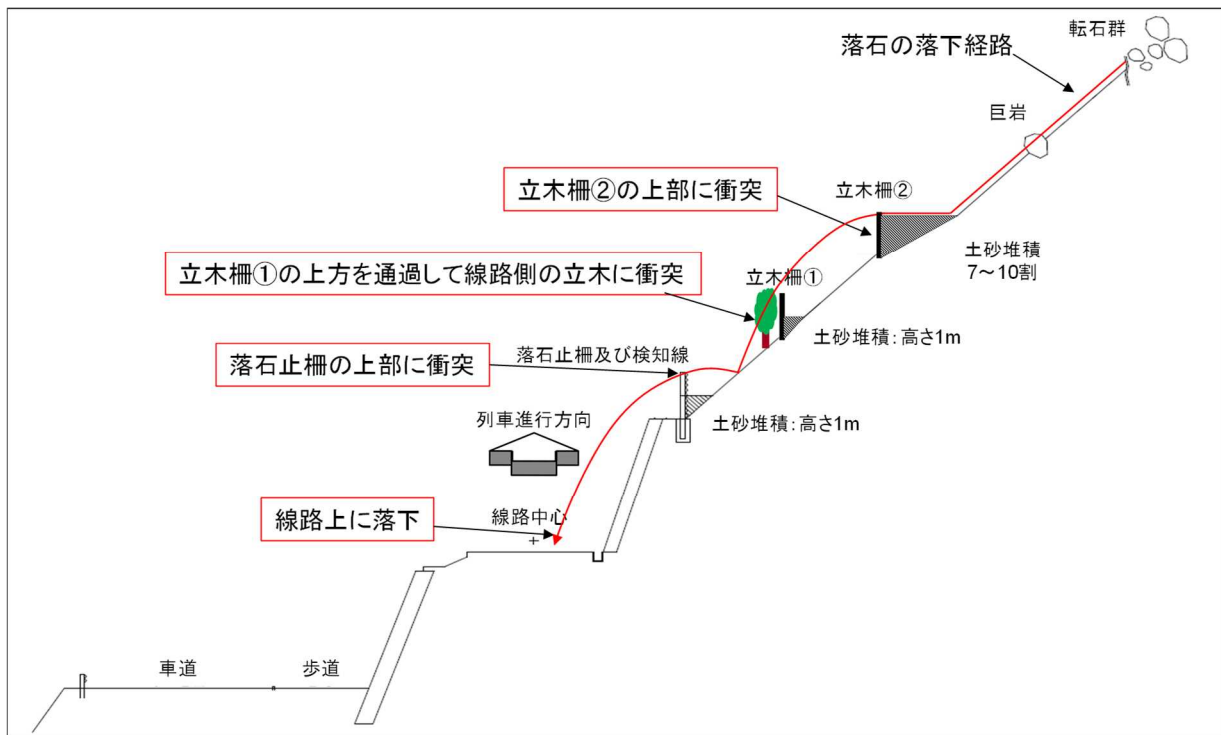 転石群
落石の落下経路
巨岩
立木柵②の上部に衝突
立木柵②
土砂堆積
7～10割
立木柵①の上方を通過して線路側の立木に衝突
立木柵①
土砂堆積：高さ1m
落石止柵の上部に衝突
落石止柵及び検知線
土砂堆積：高さ1m
列車進行方向
線路上に落下
線路中心
車道
歩道